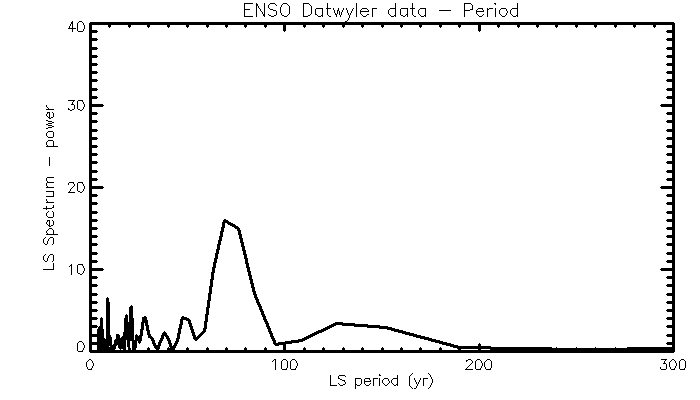 ENSO Datwyler data – Period
40
30
20
10
0
LS Spectrum – power
0 100 200 300
LS period (yr)